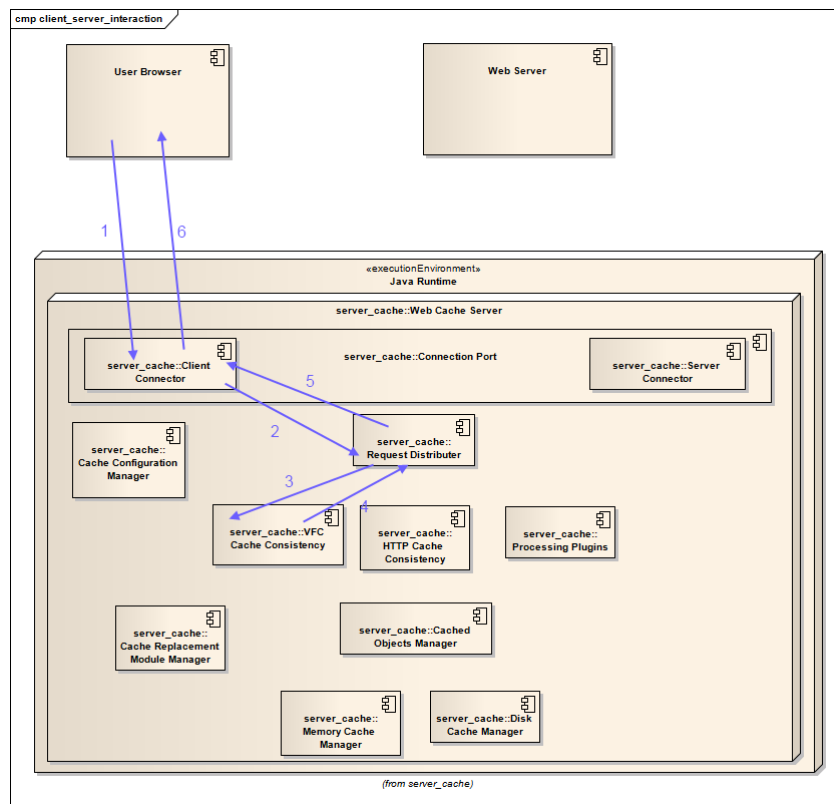 cmp client_server_interaction
User Browser
Web Server
1
6
«executionEnvironment»
Java Runtime
server_cache::Web Cache Server
server_cache::Client
Connector
server_cache::Connection Port
server_cache::Server
Connector
5
2
server_cache::
Request Distributer
server_cache::
Cache Configuration
Manager
3
4
server_cache::VFC
Cache Consistency
server_cache::
HTTP Cache
Consistency
server_cache::
Processing Plugins
server_cache::
Cache Replacement
Module Manager
server_cache::Cached
Objects Manager
server_cache::
Memory Cache
Manager
server_cache::Disk
Cache Manager
(from server_cache)